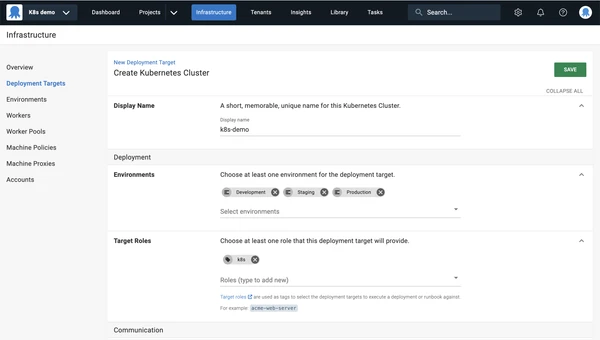 K8s demo
Dashboard
Projects
Infrastructure
Tenants
Insights
Library
Tasks
Search...
Infrastructure
Overview
Deployment Targets
Environments
Workers
Worker Pools
Machine Policies
Machine Proxies
Accounts
New Deployment Target
Create Kubernetes Cluster
SAVE
COLLAPSE ALL
Display Name
A short, memorable, unique name for this Kubernetes Cluster.
Display name
k8s-demo
Deployment
Environments
Choose at least one environment for the deployment target.
Development
Staging
Production
Select environments
Target Roles
Choose at least one role that this deployment target will provide.
k8s
Roles (type to add new)
Target roles are used as tags to select the deployment targets to execute a deployment or runbook against
For example: acme-web-server
Communication